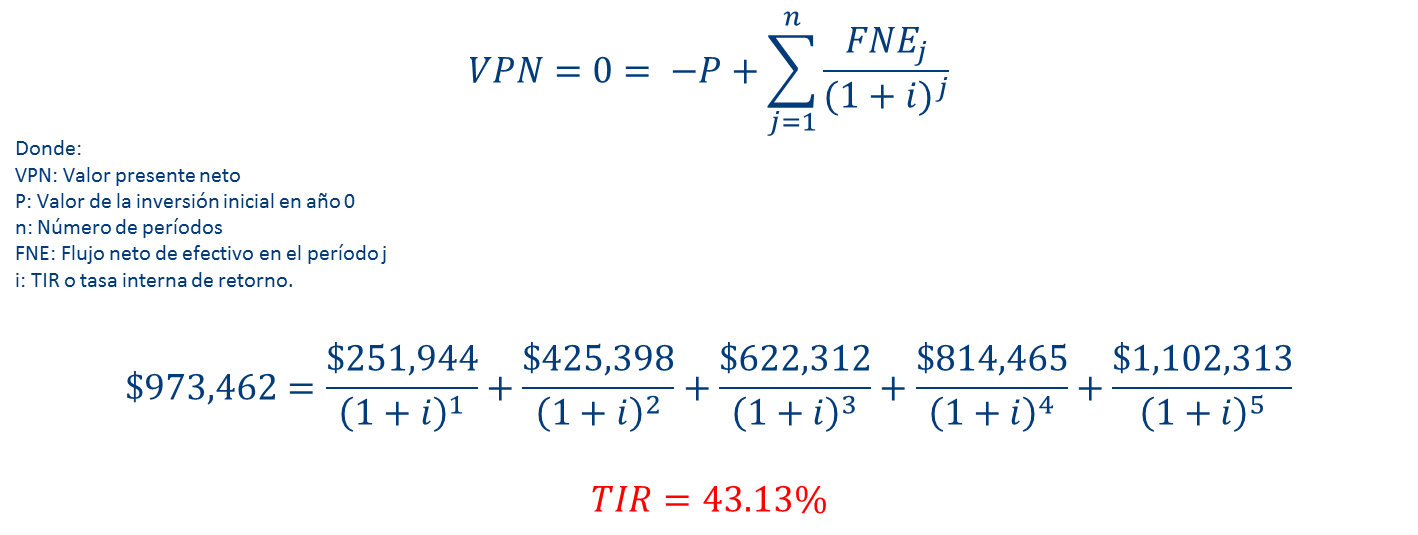 VPN = 0 = −P + ∑_{j=1}^{n} FNE_j / (1 + i)^j
Donde:
VPN: Valor presente neto
P: Valor de la inversión inicial en año 0
n: Número de períodos
FNE: Flujo neto de efectivo en el período j
i: TIR o tasa interna de retorno.
$973,462 = $251,944 / (1 + i)^1 + $425,398 / (1 + i)^2 + $622,312 / (1 + i)^3 + $814,465 / (1 + i)^4 + $1,102,313 / (1 + i)^5
TIR = 43.13%